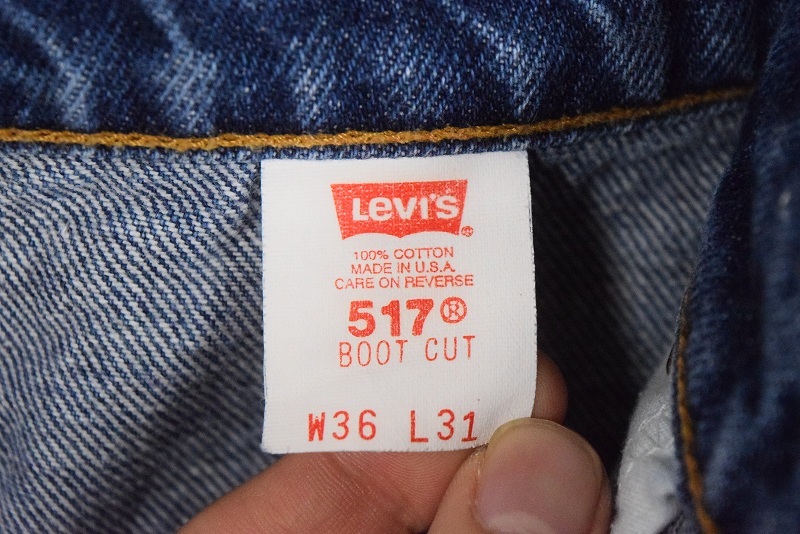 LEVI'S®
100% COTTON
MADE IN U.S.A.
CARE ON REVERSE
517®
BOOT CUT
W36 L31